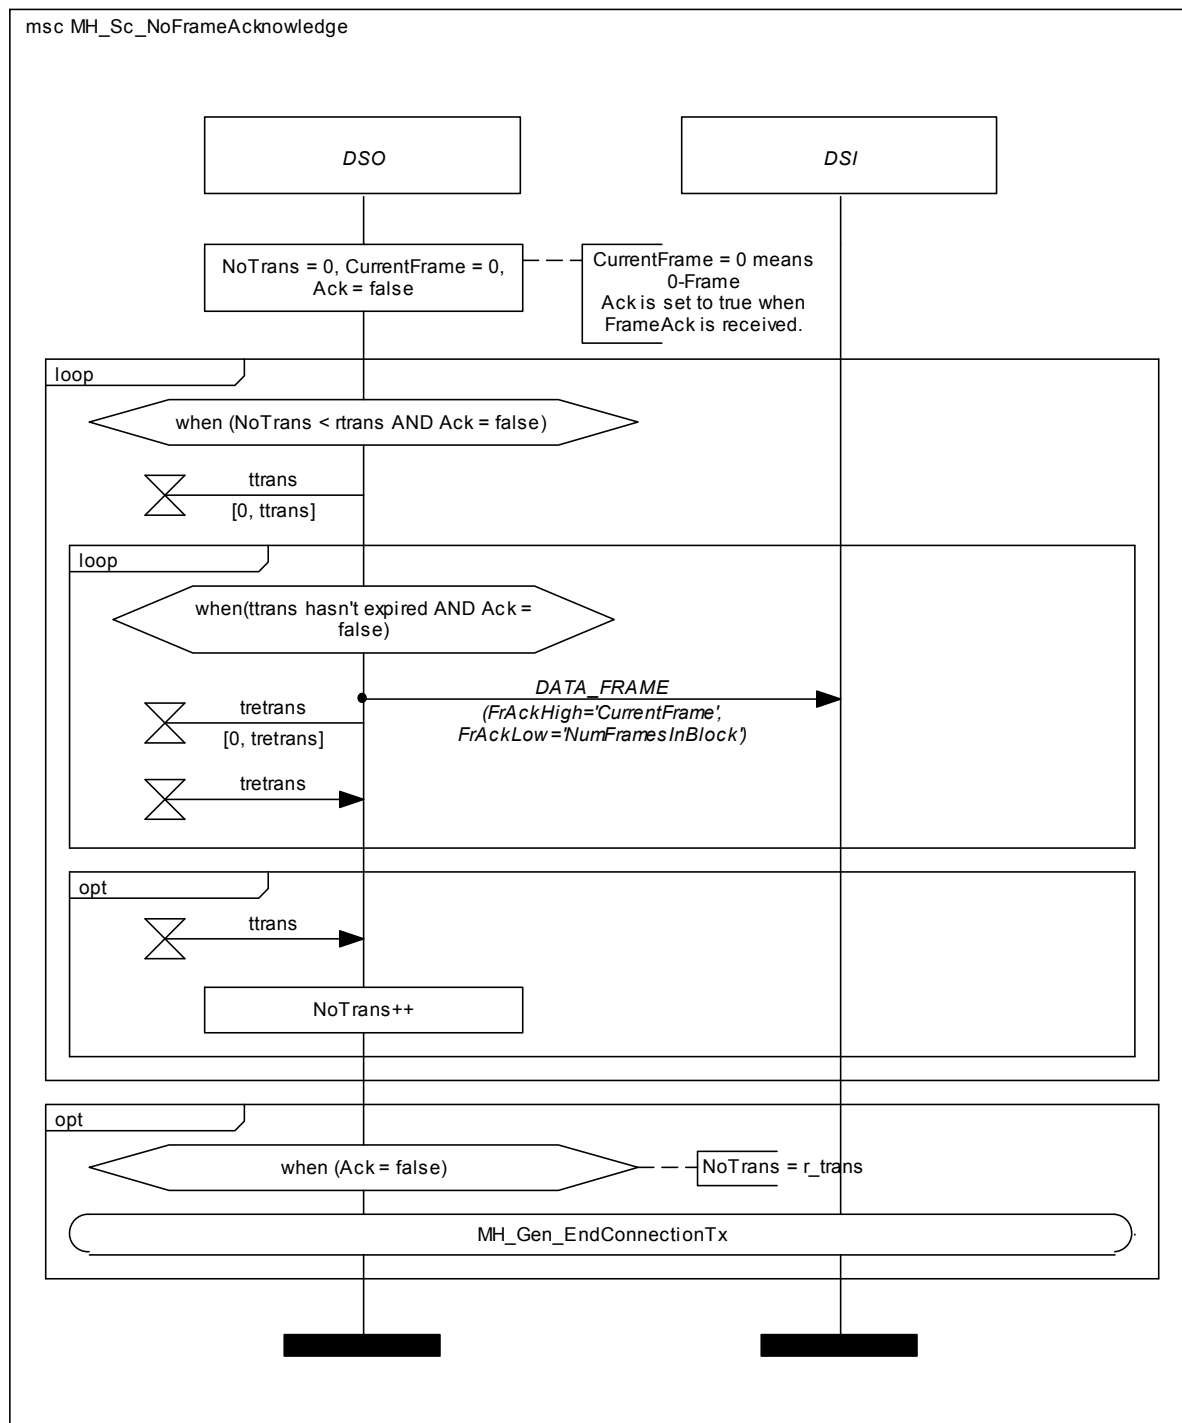 msc MH_Sc_NoFrameAcknowledge
DSO
DSI
NoTrans = 0, CurrentFrame = 0,
Ack = false
CurrentFrame = 0 means
0-Frame
Ack is set to true when
FrameAck is received.
loop
when (NoTrans < rtrans AND Ack = false)
ttrans
[0, ttrans]
loop
when(ttrans hasn't expired AND Ack =
false)
DATA_FRAME
(FrAckHigh='CurrentFrame',
FrAckLow='NumFramesInBlock')
tretrans
[0, tretrans]
tretrans
opt
ttrans
NoTrans++
opt
when (Ack = false)
NoTrans = r_trans
MH_Gen_EndConnectionTx